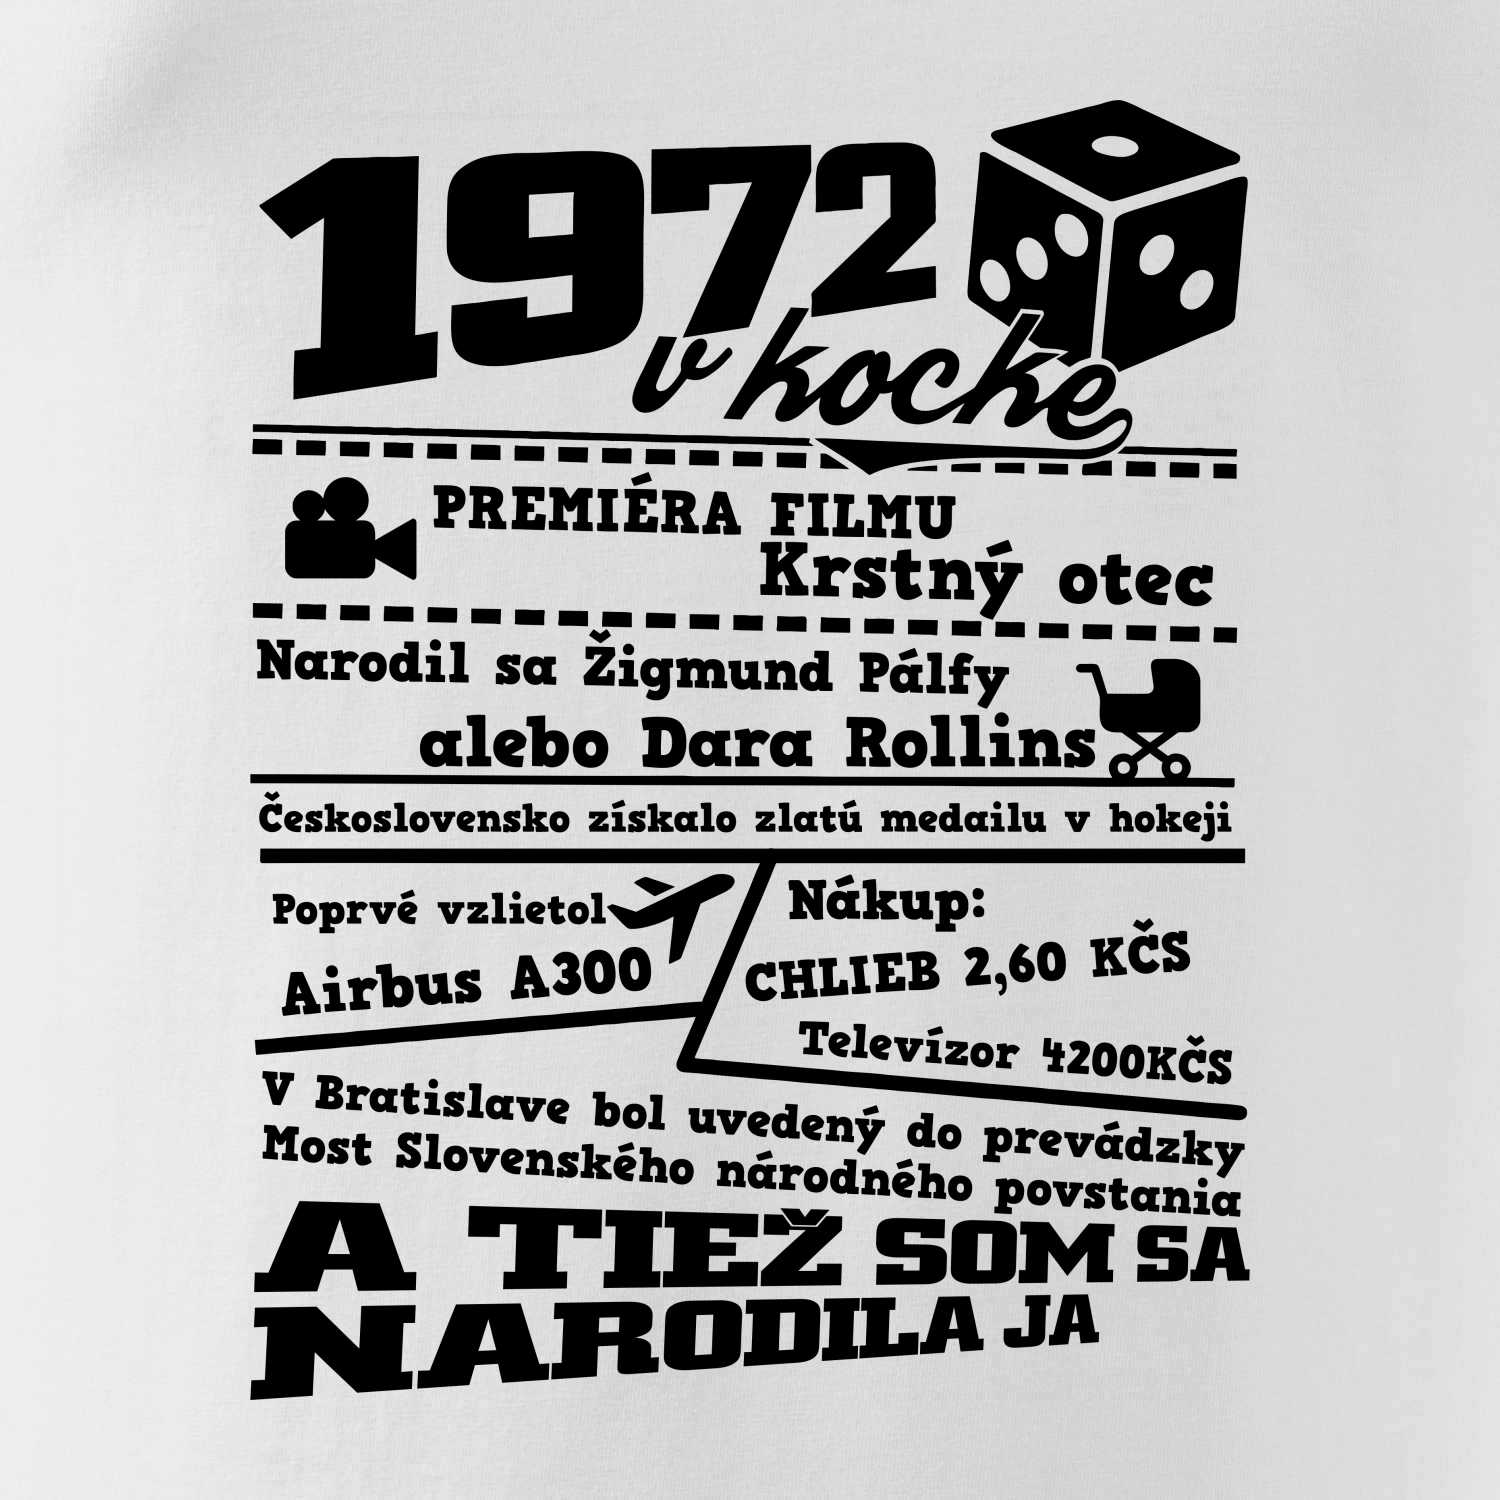 1972
v kocke
PREMIÉRA FILMU
Krstný otec
Narodil sa Žigmund Pálfy
alebo Dara Rollins
Československo získalo zlatú medailu v hokeji
Poprvé vzlietol
Airbus A300
Nákup:
CHLIEB 2,60 KČS
Televízor 4200KČS
V Bratislave bol uvedený do prevádzky
Most Slovenského národného povstania
A TIEŽ SOM SA
NARODILA JA